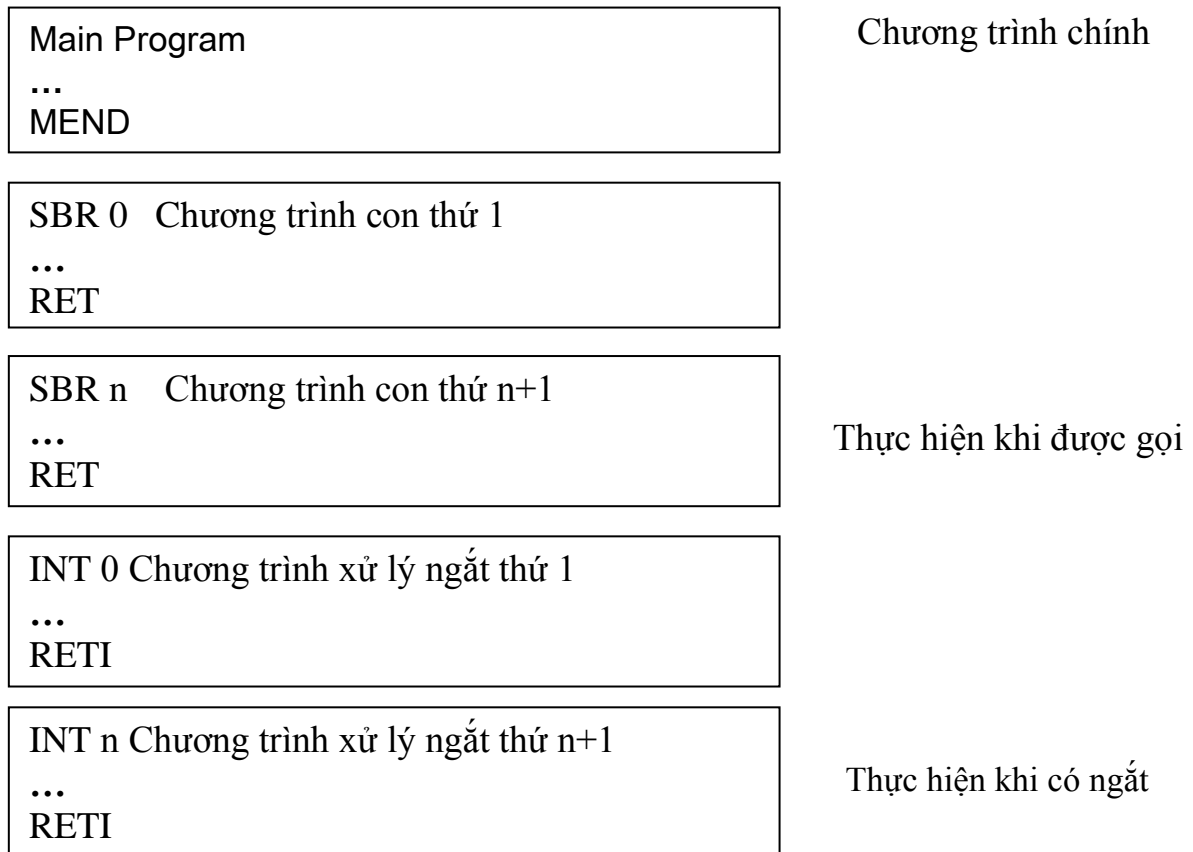 Main Program
Chương trình chính
...
MEND
SBR 0 Chương trình con thứ 1
...
RET
SBR n Chương trình con thứ n+1
...
RET
Thực hiện khi được gọi
INT 0 Chương trình xử lý ngắt thứ 1
...
RETI
INT n Chương trình xử lý ngắt thứ n+1
...
RETI
Thực hiện khi có ngắt